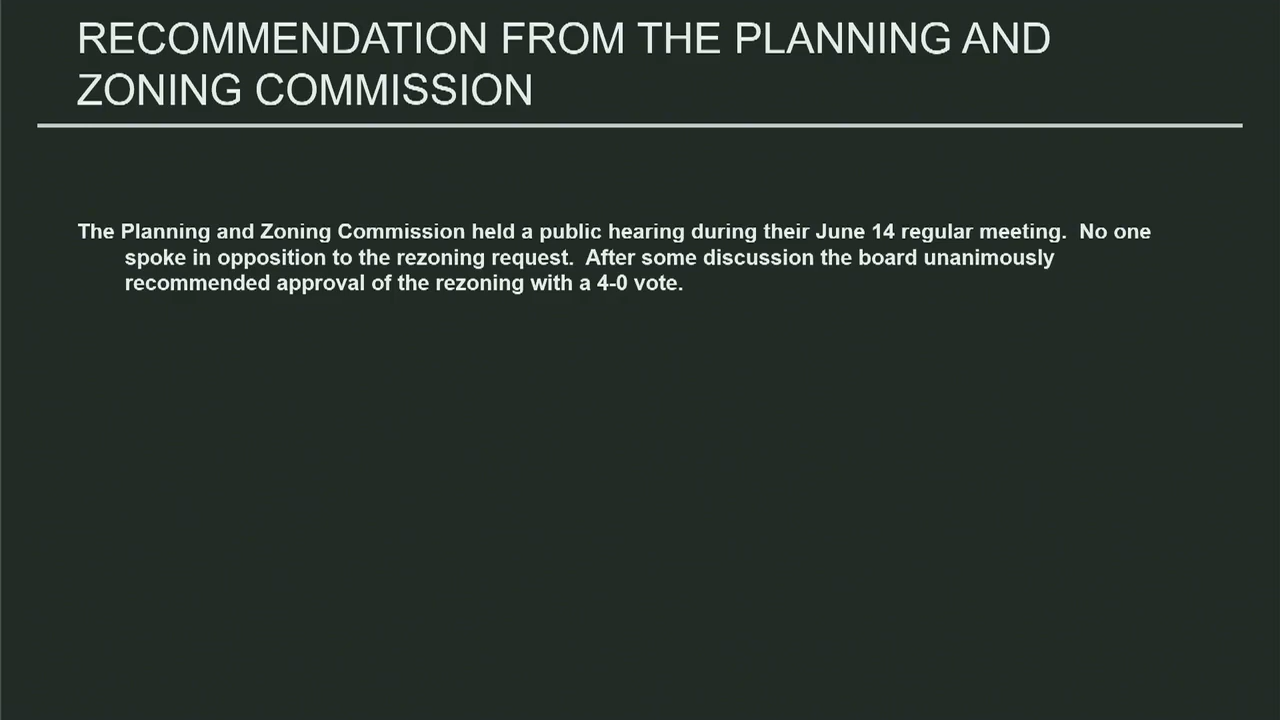 RECOMMENDATION FROM THE PLANNING AND
ZONING COMMISSION
The Planning and Zoning Commission held a public hearing during their June 14 regular meeting.  No one
spoke in opposition to the rezoning request.  After some discussion the board unanimously
recommended approval of the rezoning with a 4-0 vote.